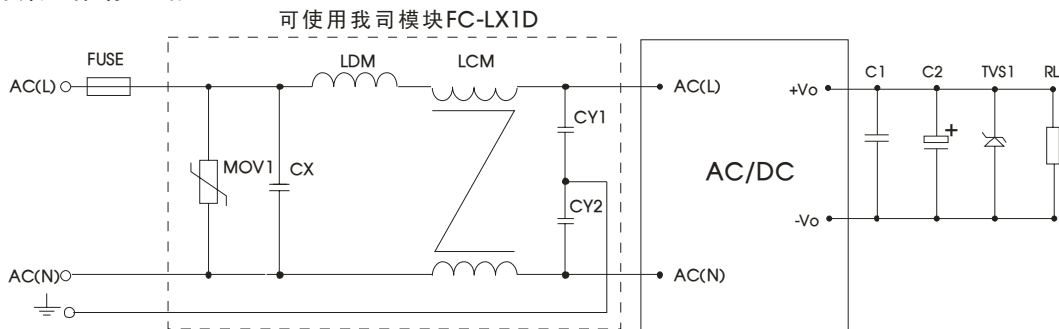 可使用我司模块FC-LX1D
FUSE
LDM
LCM
AC(L)
AC(L)
C1
C2
TVS1
RL
+Vo
CY1
+
MOV1
CX
AC/DC
CY2
-Vo
AC(N)
AC(N)